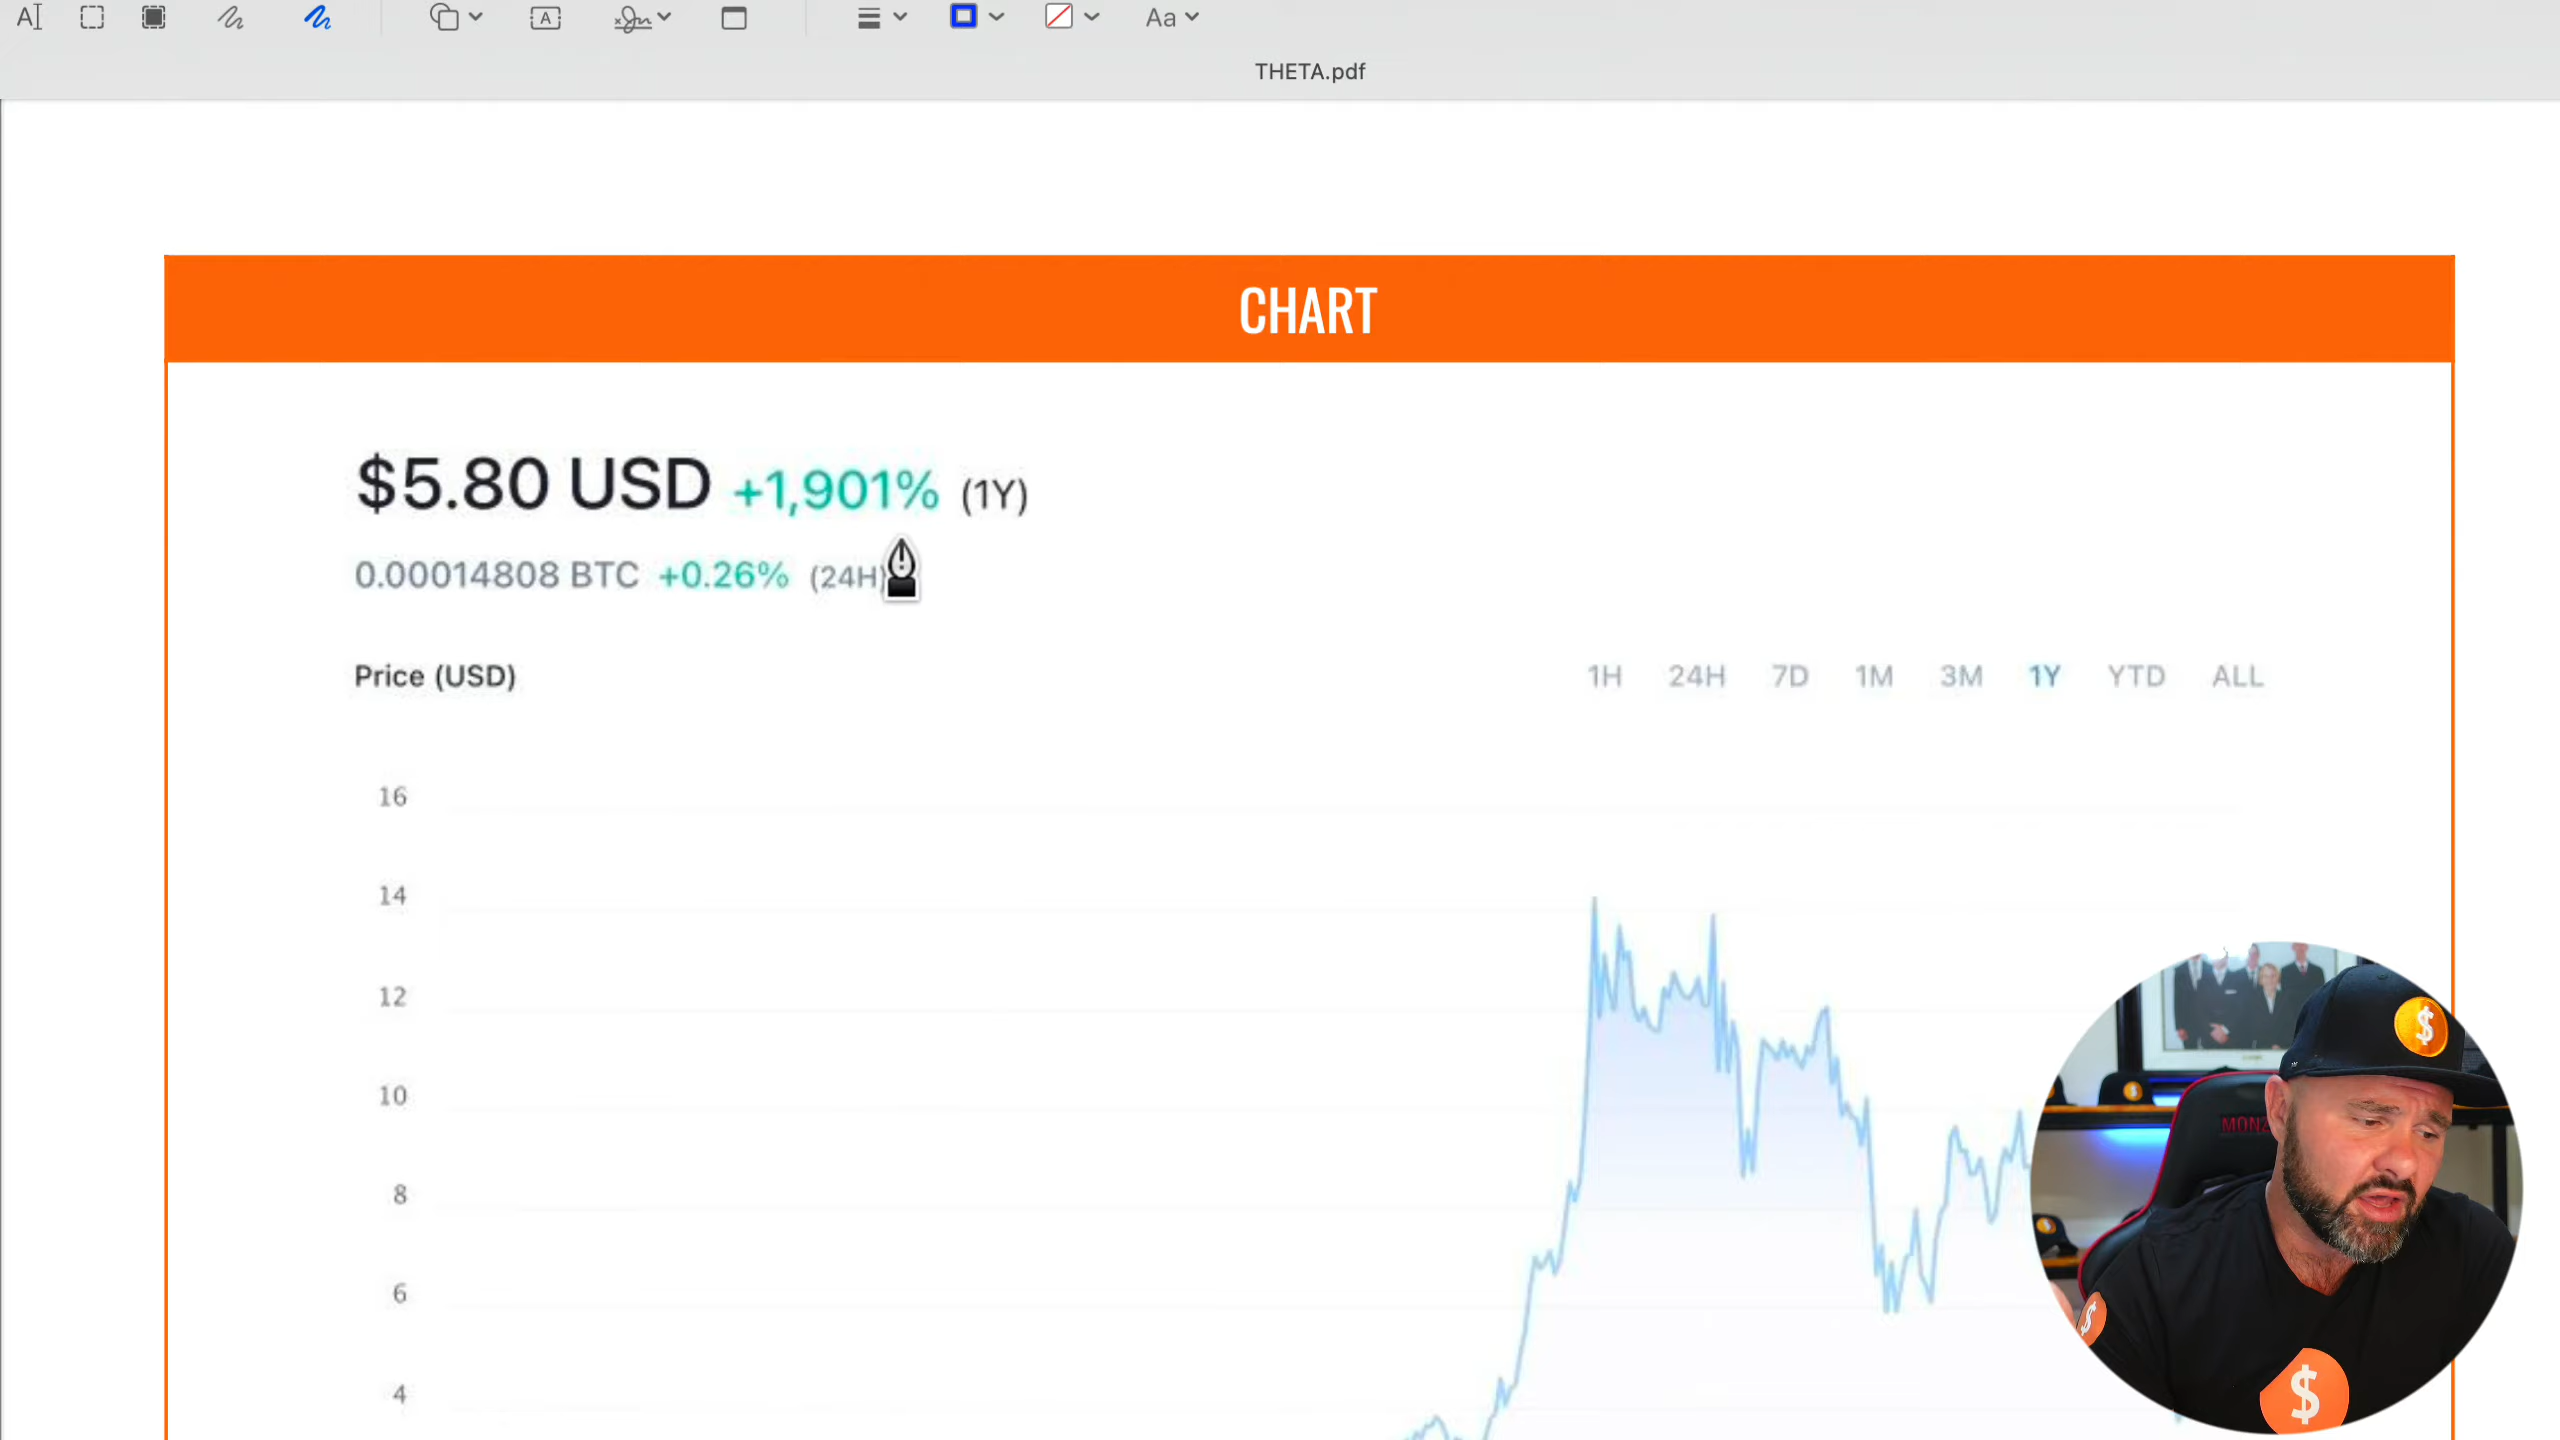 THETA.pdf
CHART
$5.80 USD +1,901% (1Y)
0.00014808 BTC +0.26% (24H)
Price (USD)
1H 24H 7D 1M 3M 1Y YTD ALL
16
14
12
10
8
6
4
Aa
A
A
$
$
$